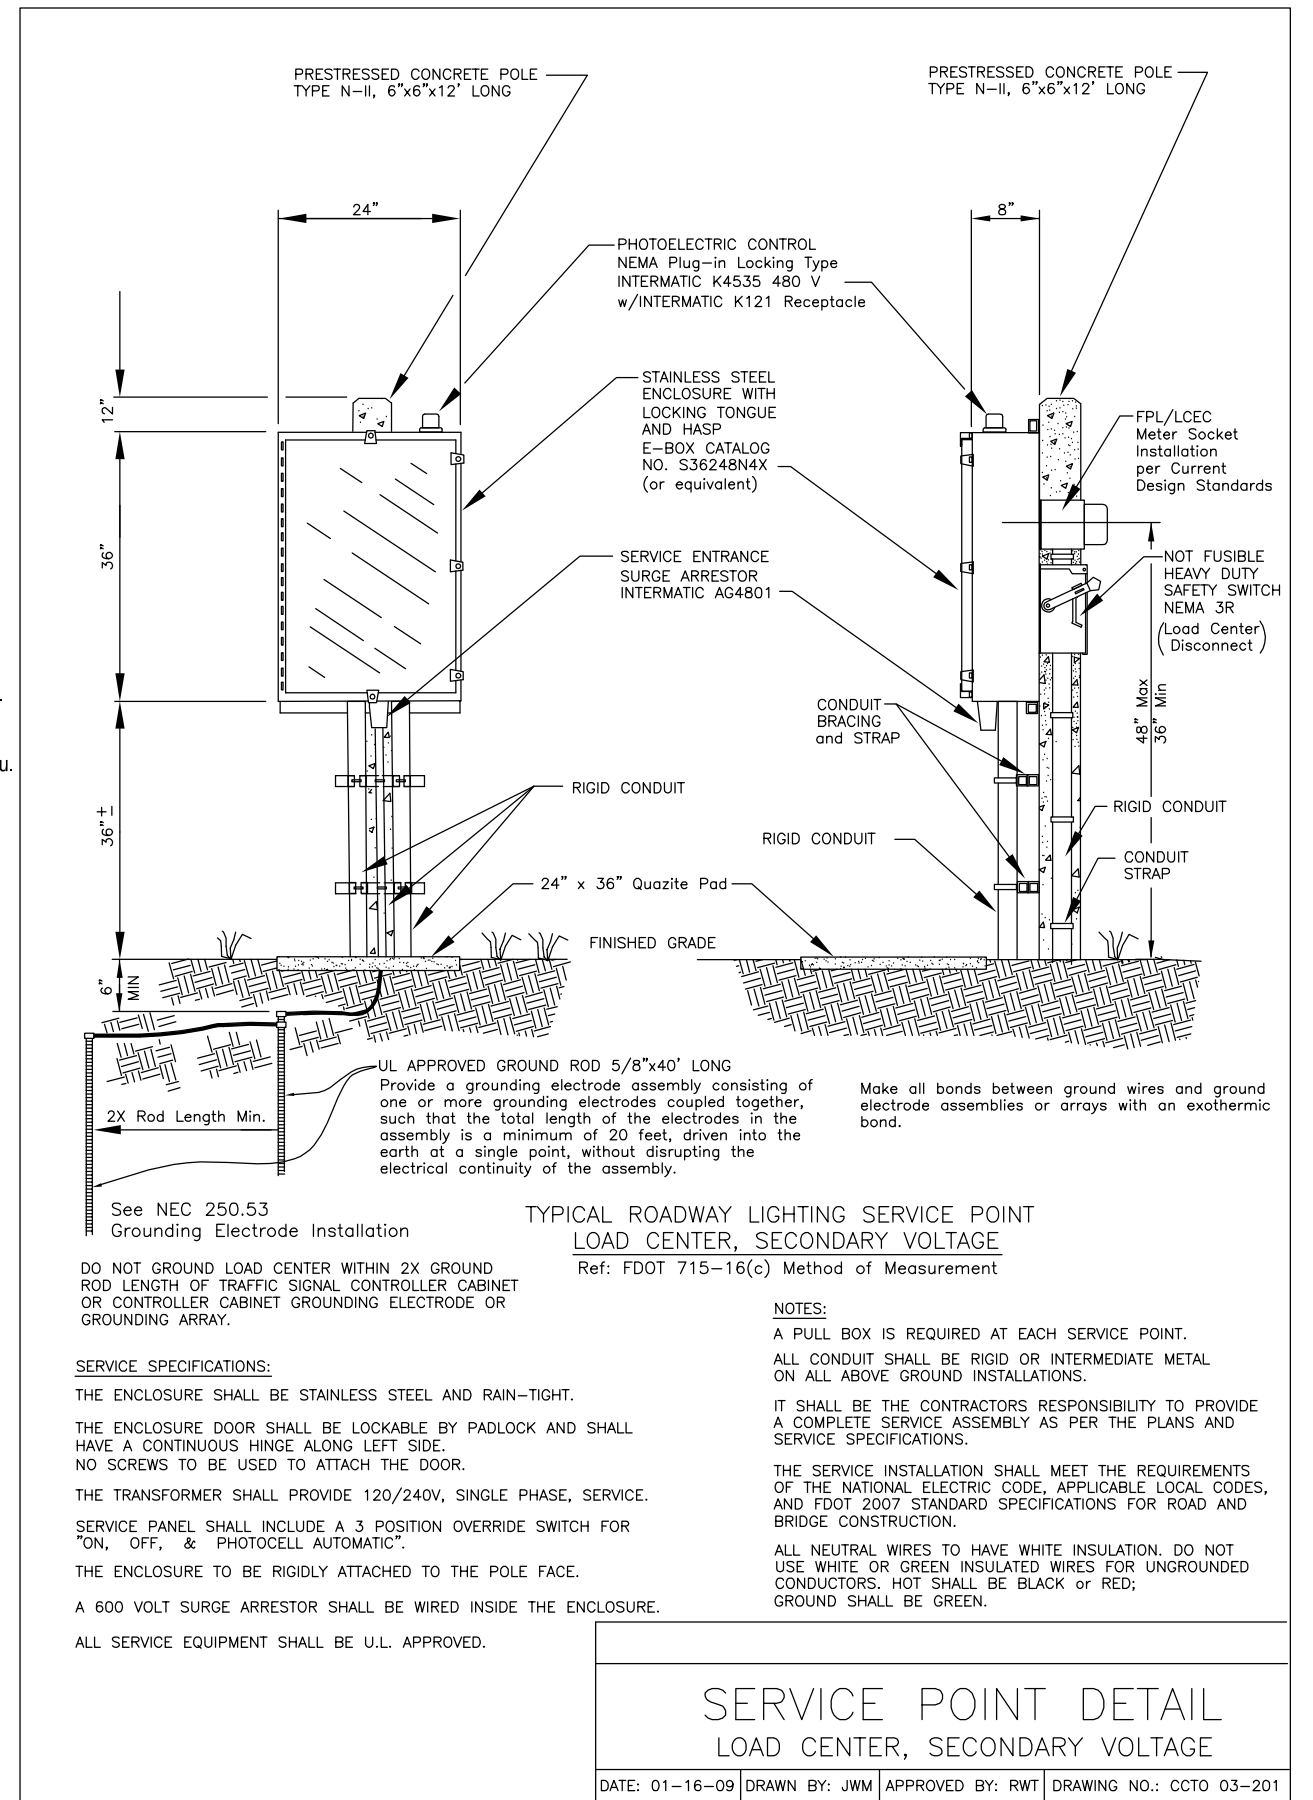 PRESTRESSED CONCRETE POLE
TYPE N-II, 6"x6"x12' LONG
PRESTRESSED CONCRETE POLE
TYPE N-II, 6"x6"x12' LONG
24"
8"
PHOTOELECTRIC CONTROL
NEMA Plug-in Locking Type
INTERMATIC K4535 480 V
w/INTERMATIC K121 Receptacle
12"
STAINLESS STEEL
ENCLOSURE WITH
LOCKING TONGUE
AND HASP
E-BOX CATALOG
NO. S36248N4X
(or equivalent)
FPL/LCEC
Meter Socket
Installation
per Current
Design Standards
36"
SERVICE ENTRANCE
SURGE ARRESTOR
INTERMATIC AG4801
NOT FUSIBLE
HEAVY DUTY
SAFETY SWITCH
NEMA 3R
(Load Center
Disconnect)
48" Max
36" Min
CONDUIT
BRACING
and STRAP
u.
36"±
RIGID CONDUIT
RIGID CONDUIT
RIGID CONDUIT
CONDUIT
STRAP
24" x 36" Quazite Pad
FINISHED GRADE
6"
MIN
UL APPROVED GROUND ROD 5/8"x40' LONG
Provide a grounding electrode assembly consisting of
one or more grounding electrodes coupled together,
such that the total length of the electrodes in the
assembly is a minimum of 20 feet, driven into the
earth at a single point, without disrupting the
electrical continuity of the assembly.
Make all bonds between ground wires and ground
electrode assemblies or arrays with an exothermic
bond.
2X Rod Length Min.
See NEC 250.53
Grounding Electrode Installation
TYPICAL ROADWAY LIGHTING SERVICE POINT
LOAD CENTER, SECONDARY VOLTAGE
Ref: FDOT 715-16(c) Method of Measurement
DO NOT GROUND LOAD CENTER WITHIN 2X GROUND
ROD LENGTH OF TRAFFIC SIGNAL CONTROLLER CABINET
OR CONTROLLER CABINET GROUNDING ELECTRODE OR
GROUNDING ARRAY.
SERVICE SPECIFICATIONS:
THE ENCLOSURE SHALL BE STAINLESS STEEL AND RAIN-TIGHT.
THE ENCLOSURE DOOR SHALL BE LOCKABLE BY PADLOCK AND SHALL
HAVE A CONTINUOUS HINGE ALONG LEFT SIDE.
NO SCREWS TO BE USED TO ATTACH THE DOOR.
THE TRANSFORMER SHALL PROVIDE 120/240V, SINGLE PHASE, SERVICE.
SERVICE PANEL SHALL INCLUDE A 3 POSITION OVERRIDE SWITCH FOR
"ON, OFF, & PHOTOCELL AUTOMATIC".
THE ENCLOSURE TO BE RIGIDLY ATTACHED TO THE POLE FACE.
A 600 VOLT SURGE ARRESTOR SHALL BE WIRED INSIDE THE ENCLOSURE.
ALL SERVICE EQUIPMENT SHALL BE U.L. APPROVED.
NOTES:
A PULL BOX IS REQUIRED AT EACH SERVICE POINT.
ALL CONDUIT SHALL BE RIGID OR INTERMEDIATE METAL
ON ALL ABOVE GROUND INSTALLATIONS.
IT SHALL BE THE CONTRACTORS RESPONSIBILITY TO PROVIDE
A COMPLETE SERVICE ASSEMBLY AS PER THE PLANS AND
SERVICE SPECIFICATIONS.
THE SERVICE INSTALLATION SHALL MEET THE REQUIREMENTS
OF THE NATIONAL ELECTRIC CODE, APPLICABLE LOCAL CODES,
AND FDOT 2007 STANDARD SPECIFICATIONS FOR ROAD AND
BRIDGE CONSTRUCTION.
ALL NEUTRAL WIRES TO HAVE WHITE INSULATION. DO NOT
USE WHITE OR GREEN INSULATED WIRES FOR UNGROUNDED
CONDUCTORS. HOT SHALL BE BLACK or RED;
GROUND SHALL BE GREEN.
SERVICE POINT DETAIL
LOAD CENTER, SECONDARY VOLTAGE
DATE: 01-16-09 DRAWN BY: JWM APPROVED BY: RWT DRAWING NO.: CCTO 03-201